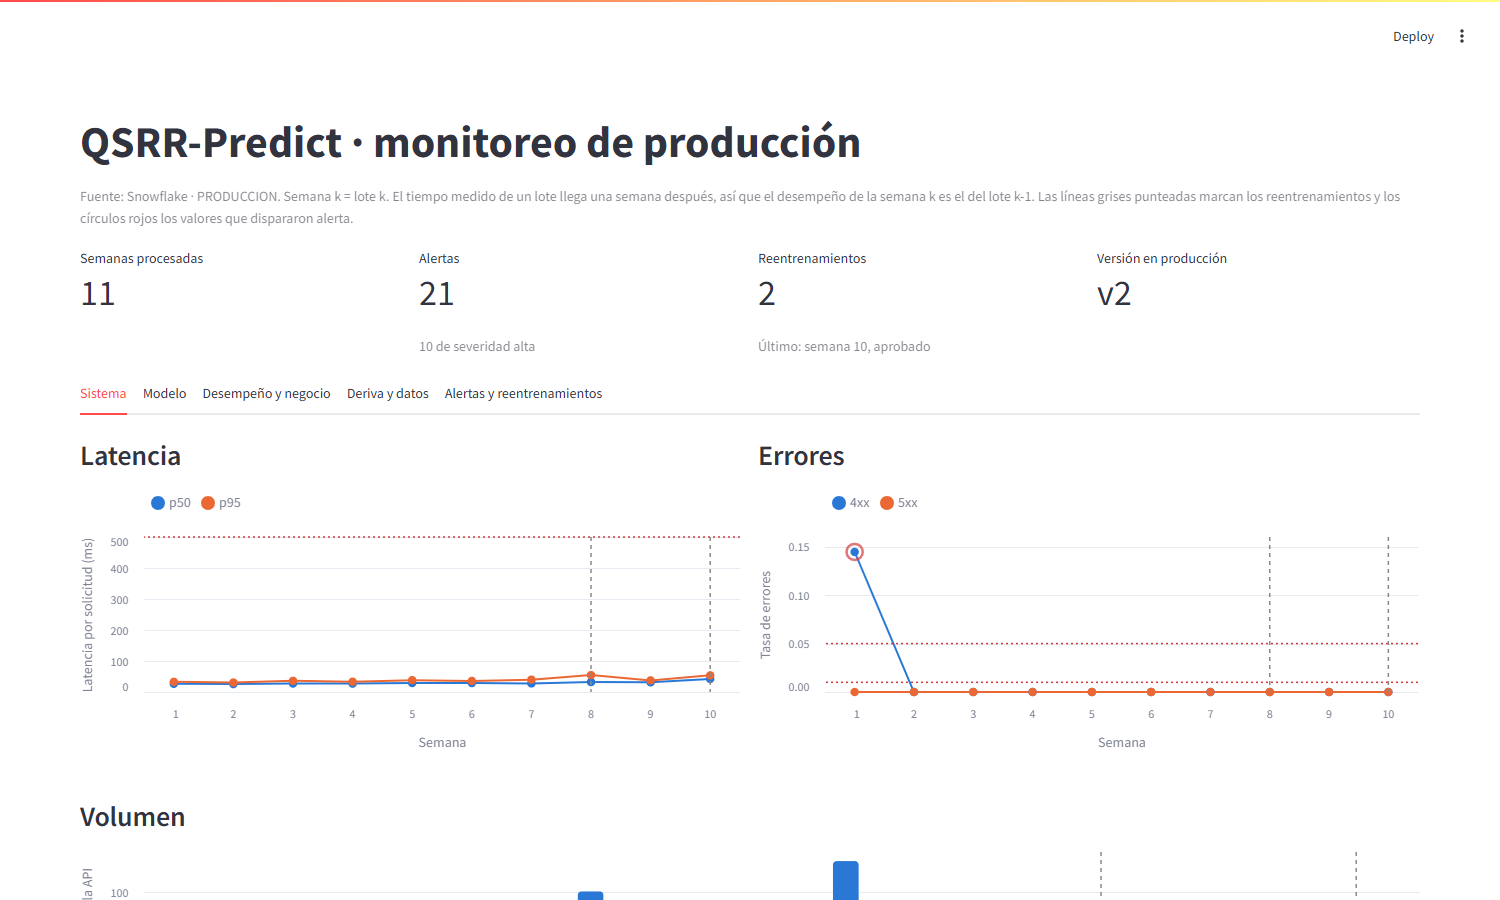 Deploy
QSRR-Predict · monitoreo de producción
Fuente: Snowflake · PRODUCCION. Semana k = lote k. El tiempo medido de un lote llega una semana después, así que el desempeño de la semana k es el del lote k-1. Las líneas grises punteadas marcan los reentrenamientos y los
círculos rojos los valores que dispararon alerta.
Semanas procesadas
11
Alertas
21
10 de severidad alta
Reentrenamientos
2
Último: semana 10, aprobado
Versión en producción
v2
Sistema Modelo Desempeño y negocio Deriva y datos Alertas y reentrenamientos
Latencia
p50 p95
Latencia por solicitud (ms)
500
400
300
200
100
0
1 2 3 4 5 6 7 8 9 10
Semana
Errores
4xx 5xx
Tasa de errores
0.15
0.10
0.05
0.00
1 2 3 4 5 6 7 8 9 10
Semana
Volumen
la API
100